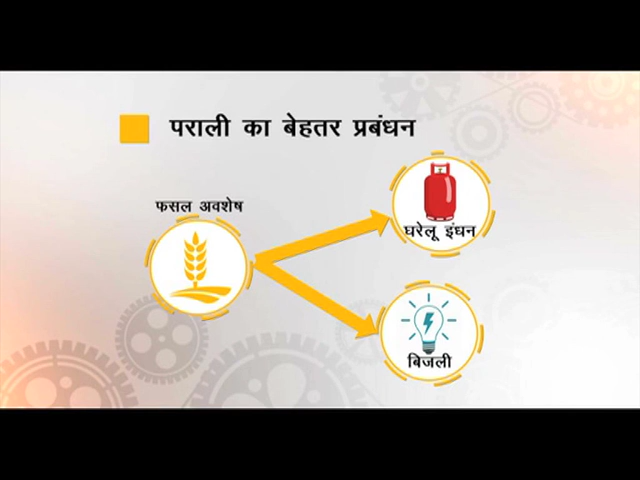 पराली का बेहतर प्रबंधन
फसल अवशेष
घरेलू इंधन
बिजली